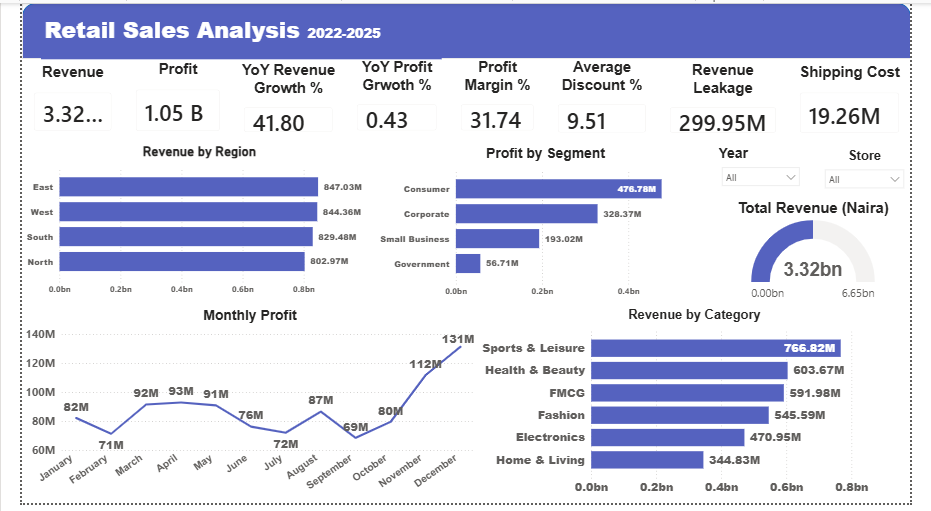 Retail Sales Analysis 2022-2025
Revenue
3.32...
Profit
1.05 B
YoY Revenue
Growth %
41.80
YoY Profit
Grwoth %
0.43
Profit
Margin %
31.74
Average
Discount %
9.51
Revenue
Leakage
299.95M
Shipping Cost
19.26M
Revenue by Region
East 847.03M
West 844.36M
South 829.48M
North 802.97M
0.0bn 0.2bn 0.4bn 0.6bn 0.8bn
Profit by Segment
Consumer 476.78M
Corporate 328.37M
Small Business 193.02M
Government 56.71M
0.0bn 0.2bn 0.4bn
Year
All
Store
All
Total Revenue (Naira)
3.32bn
0.00bn 6.65bn
Monthly Profit
140M
120M
100M
80M
60M
82M
71M
92M
93M
91M
76M
72M
87M
69M
80M
112M
131M
January
February
March
April
May
June
July
August
September
October
November
December
Revenue by Category
Sports & Leisure 766.82M
Health & Beauty 603.67M
FMCG 591.98M
Fashion 545.59M
Electronics 470.95M
Home & Living 344.83M
0.0bn 0.2bn 0.4bn 0.6bn 0.8bn